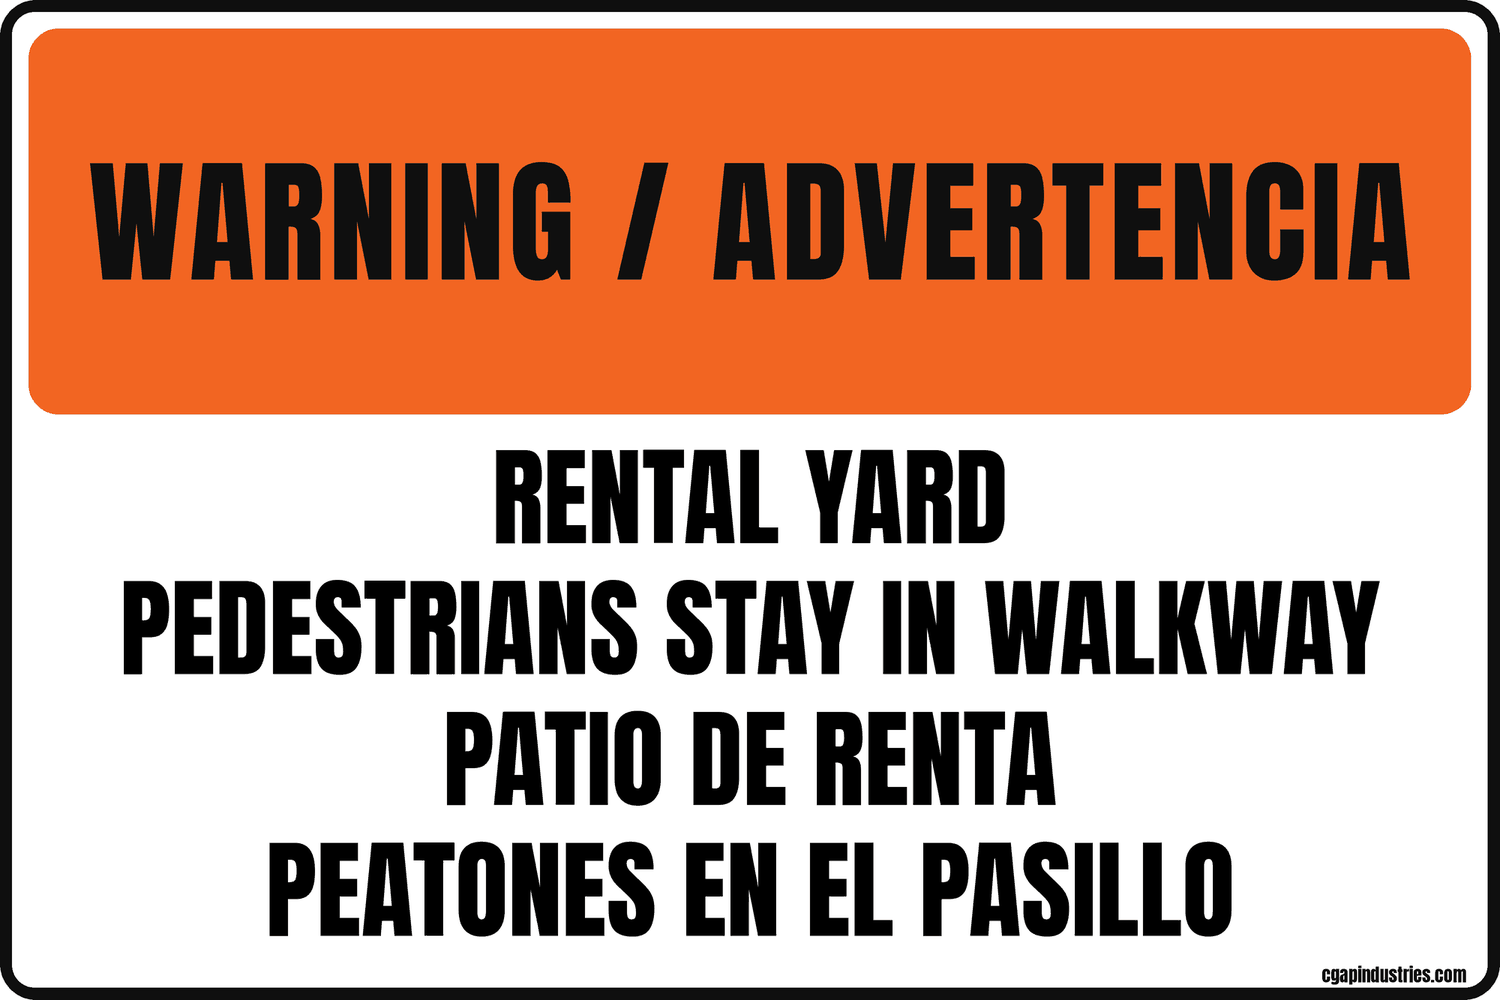 WARNING / ADVERTENCIA
RENTAL YARD
PEDESTRIANS STAY IN WALKWAY
PATIO DE RENTA
PEATONES EN EL PASILLO
cgapindustries.com